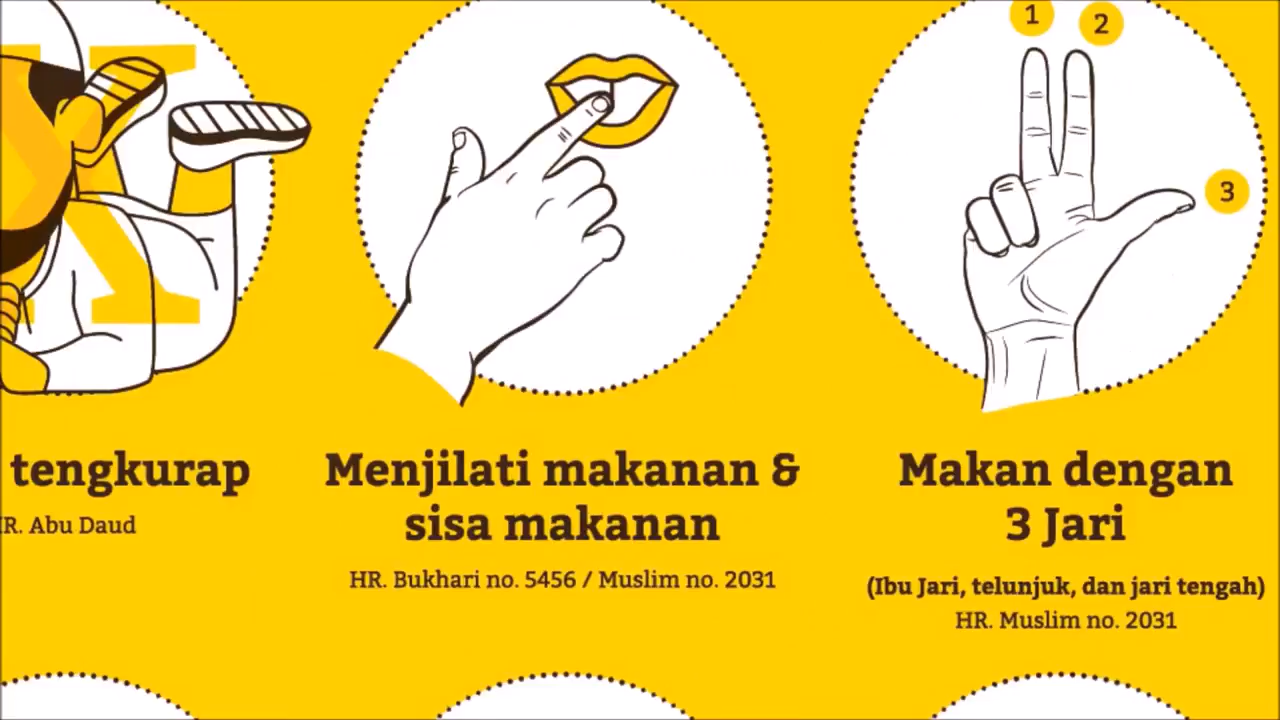 1
2
3
tengkurap
HR. Abu Daud
Menjilati makanan &
sisa makanan
HR. Bukhari no. 5456 / Muslim no. 2031
Makan dengan
3 Jari
(Ibu Jari, telunjuk, dan jari tengah)
HR. Muslim no. 2031